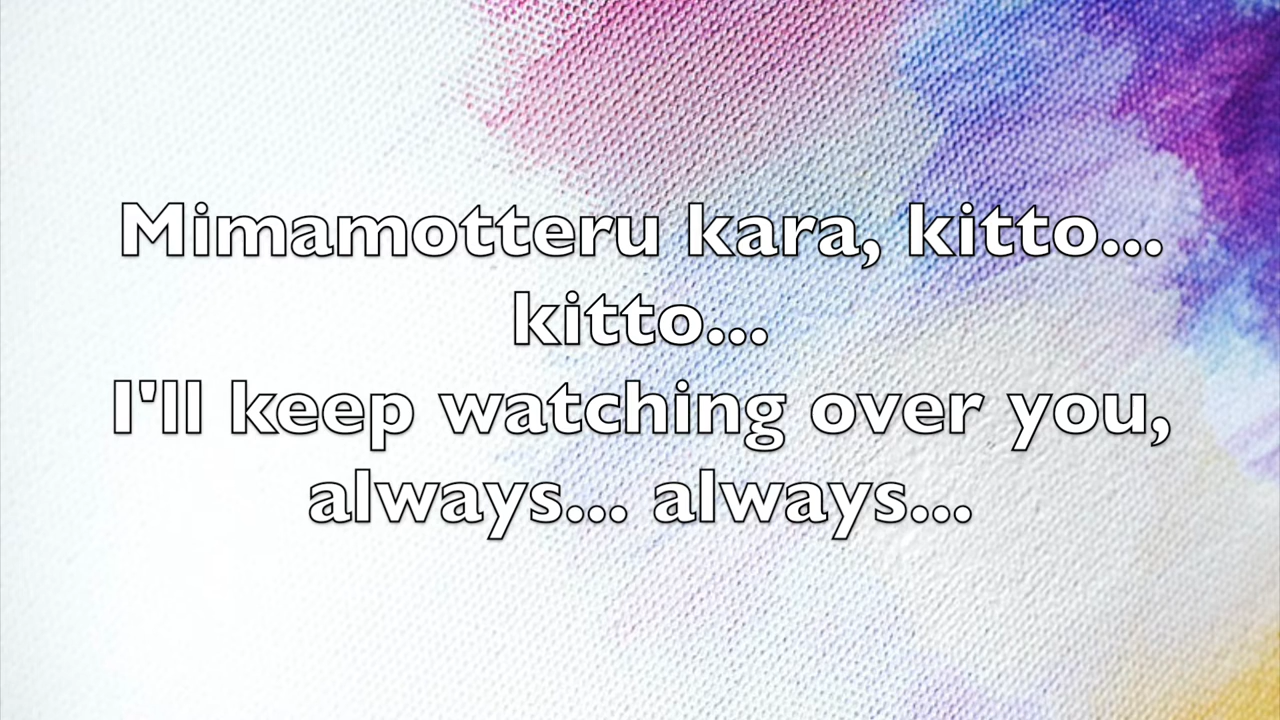 Mimamotteru kara, kitto...
kitto...
I'll keep watching over you,
always... always...